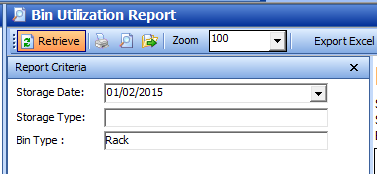 Bin Utilization Report
Retrieve Zoom 100 Export Excel
Report Criteria
Storage Date: 01/02/2015
Storage Type:
Bin Type : Rack